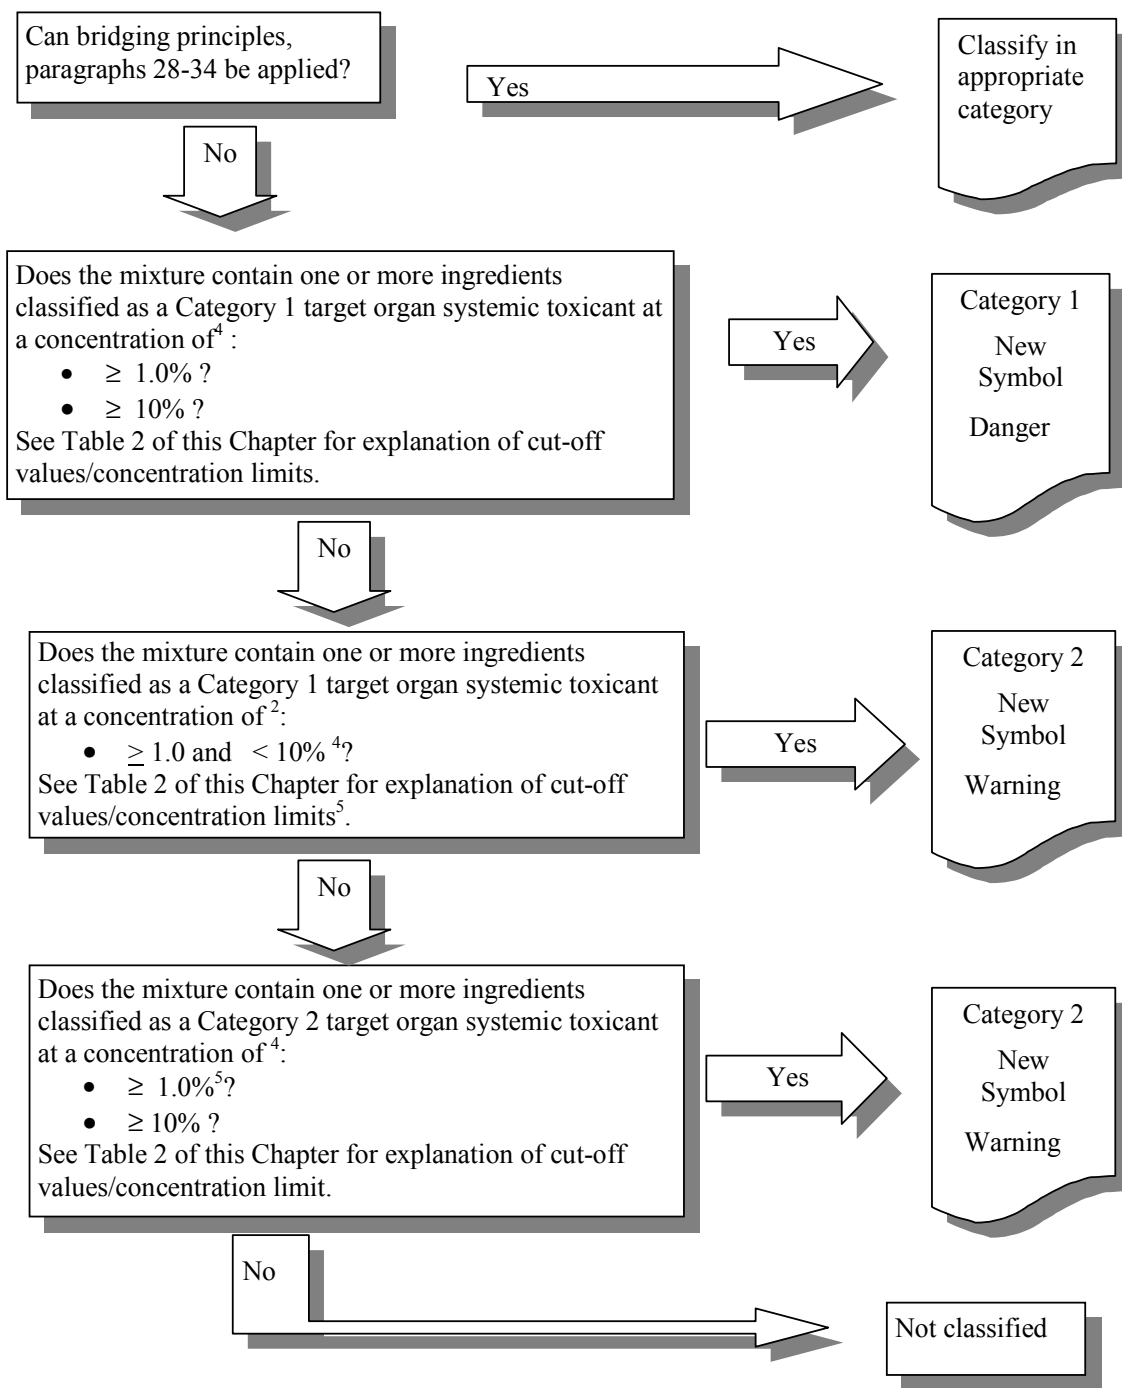 Can bridging principles,
paragraphs 28-34 be applied?
Yes
Classify in
appropriate
category
No
Does the mixture contain one or more ingredients
classified as a Category 1 target organ systemic toxicant at
a concentration of⁴ :
• ≥ 1.0% ?
• ≥ 10% ?
See Table 2 of this Chapter for explanation of cut-off
values/concentration limits.
Yes
Category 1
New
Symbol
Danger
No
Does the mixture contain one or more ingredients
classified as a Category 1 target organ systemic toxicant
at a concentration of ²:
• ≥ 1.0 and < 10% ⁴?
See Table 2 of this Chapter for explanation of cut-off
values/concentration limits⁵.
Yes
Category 2
New
Symbol
Warning
No
Does the mixture contain one or more ingredients
classified as a Category 2 target organ systemic toxicant
at a concentration of ⁴:
• ≥ 1.0%⁵?
• ≥ 10% ?
See Table 2 of this Chapter for explanation of cut-off
values/concentration limit.
Yes
Category 2
New
Symbol
Warning
No
Not classified